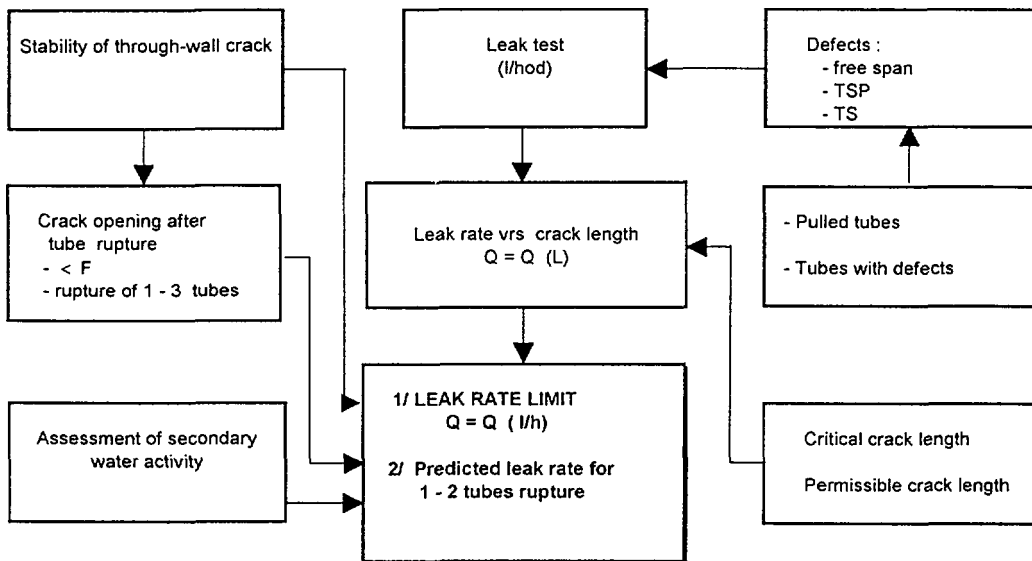 Stability of through-wall crack
Leak test
(l/hod)
Defects :
- free span
- TSP
- TS
Crack opening after
tube rupture
- < F
- rupture of 1 - 3 tubes
Leak rate vrs crack length
Q = Q (L)
- Pulled tubes
- Tubes with defects
Assessment of secondary
water activity
1/ LEAK RATE LIMIT
Q = Q ( l/h)
2/ Predicted leak rate for
1 - 2 tubes rupture
Critical crack length
Permissible crack length